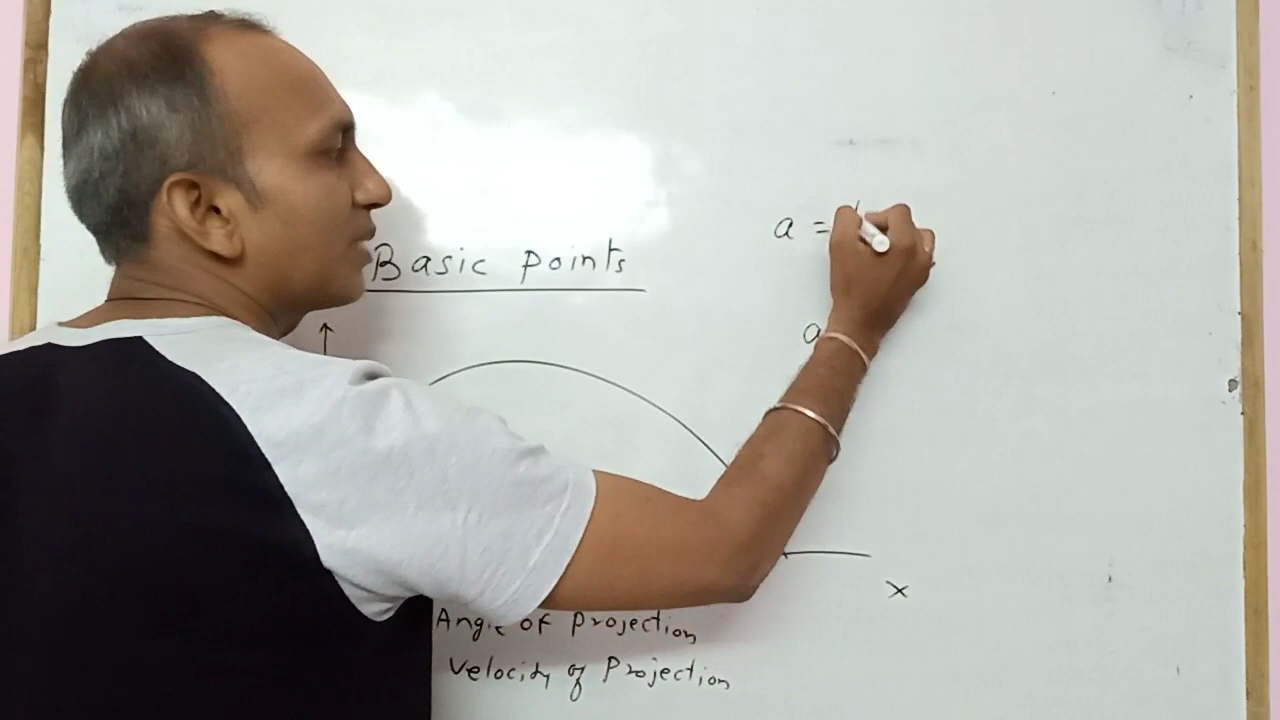 Basic points
a =
a
x
Angle of projection
Velocity of Projection